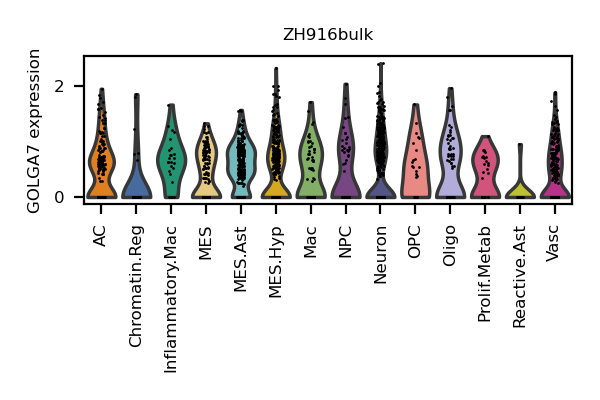 ZH916bulk
GOLGA7 expression
2
0
AC
Chromatin.Reg
Inflammatory.Mac
MES
MES.Ast
MES.Hyp
Mac
NPC
Neuron
OPC
Oligo
Prolif.Metab
Reactive.Ast
Vasc